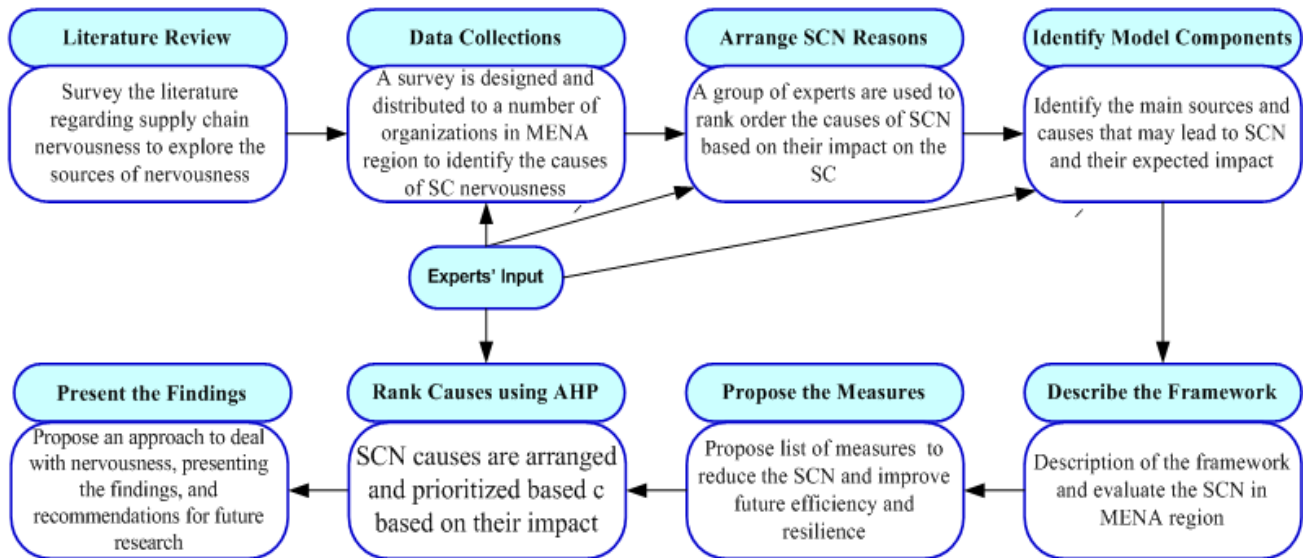 Literature Review
Survey the literature
regarding supply chain
nervousness to explore the
sources of nervousness
Data Collections
A survey is designed and
distributed to a number of
organizations in MENA
region to identify the causes
of SC nervousness
Arrange SCN Reasons
A group of experts are used to
rank order the causes of SCN
based on their impact on the
SC
Identify Model Components
Identify the main sources and
causes that may lead to SCN
and their expected impact
Experts' Input
Present the Findings
Propose an approach to deal
with nervousness, presenting
the findings, and
recommendations for future
research
Rank Causes using AHP
SCN causes are arranged
and prioritized based c
based on their impact
Propose the Measures
Propose list of measures to
reduce the SCN and improve
future efficiency and
resilience
Describe the Framework
Description of the framework
and evaluate the SCN in
MENA region